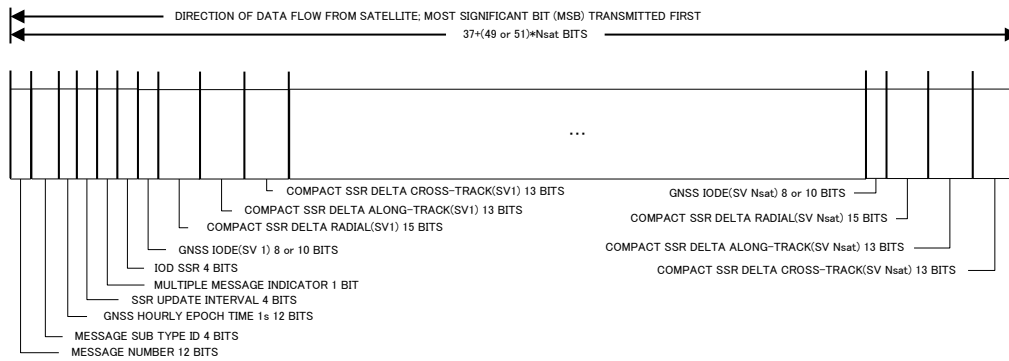 DIRECTION OF DATA FLOW FROM SATELLITE; MOST SIGNIFICANT BIT (MSB) TRANSMITTED FIRST
37+(49 or 51)*Nsat BITS
...
COMPACT SSR DELTA CROSS-TRACK(SV1) 13 BITS
COMPACT SSR DELTA ALONG-TRACK(SV1) 13 BITS
COMPACT SSR DELTA RADIAL(SV1) 15 BITS
GNSS IODE(SV 1) 8 or 10 BITS
IOD SSR 4 BITS
MULTIPLE MESSAGE INDICATOR 1 BIT
SSR UPDATE INTERVAL 4 BITS
GNSS HOURLY EPOCH TIME 1s 12 BITS
MESSAGE SUB TYPE ID 4 BITS
MESSAGE NUMBER 12 BITS
GNSS IODE(SV Nsat) 8 or 10 BITS
COMPACT SSR DELTA RADIAL(SV Nsat) 15 BITS
COMPACT SSR DELTA ALONG-TRACK(SV Nsat) 13 BITS
COMPACT SSR DELTA CROSS-TRACK(SV Nsat) 13 BITS